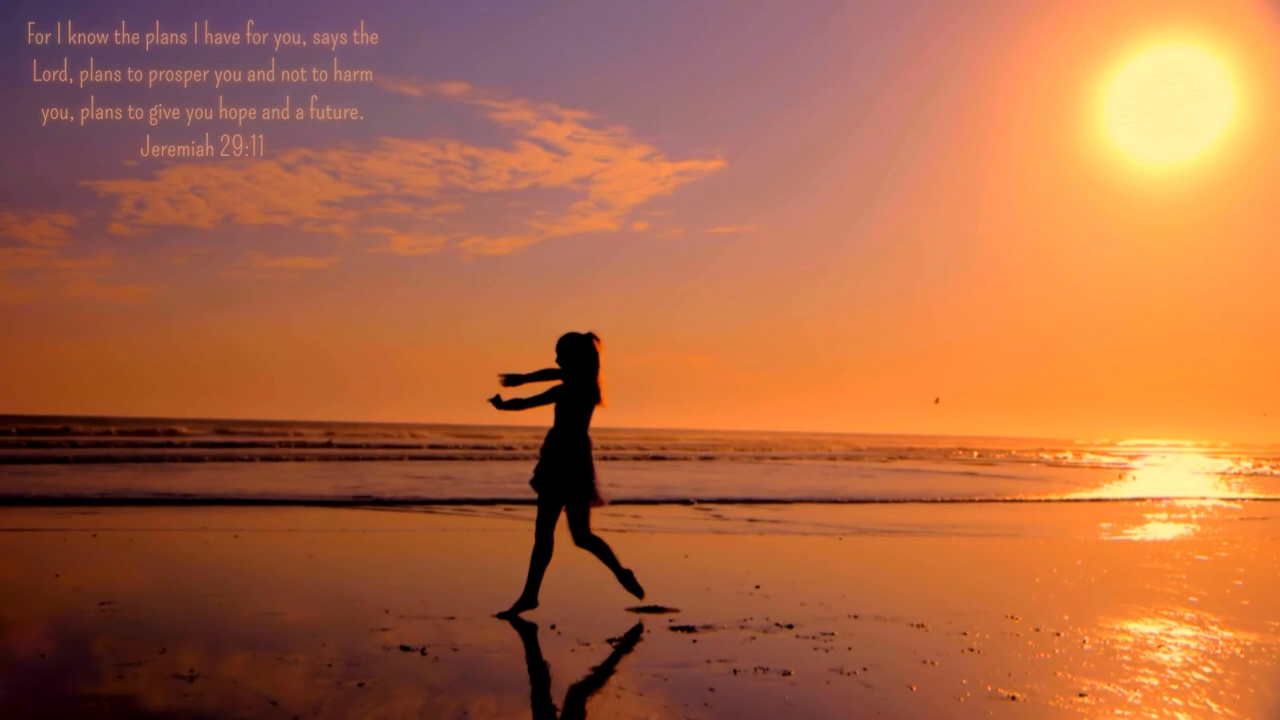 For I know the plans I have for you, says the
Lord, plans to prosper you and not to harm
you, plans to give you hope and a future.
Jeremiah 29:11